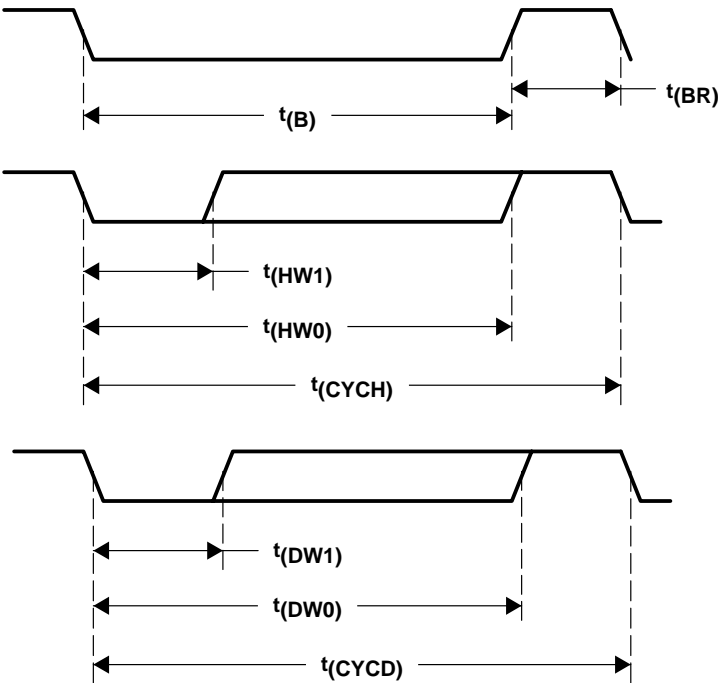 t(BR)
t(B)
t(HW1)
t(HW0)
t(CYCH)
t(DW1)
t(DW0)
t(CYCD)